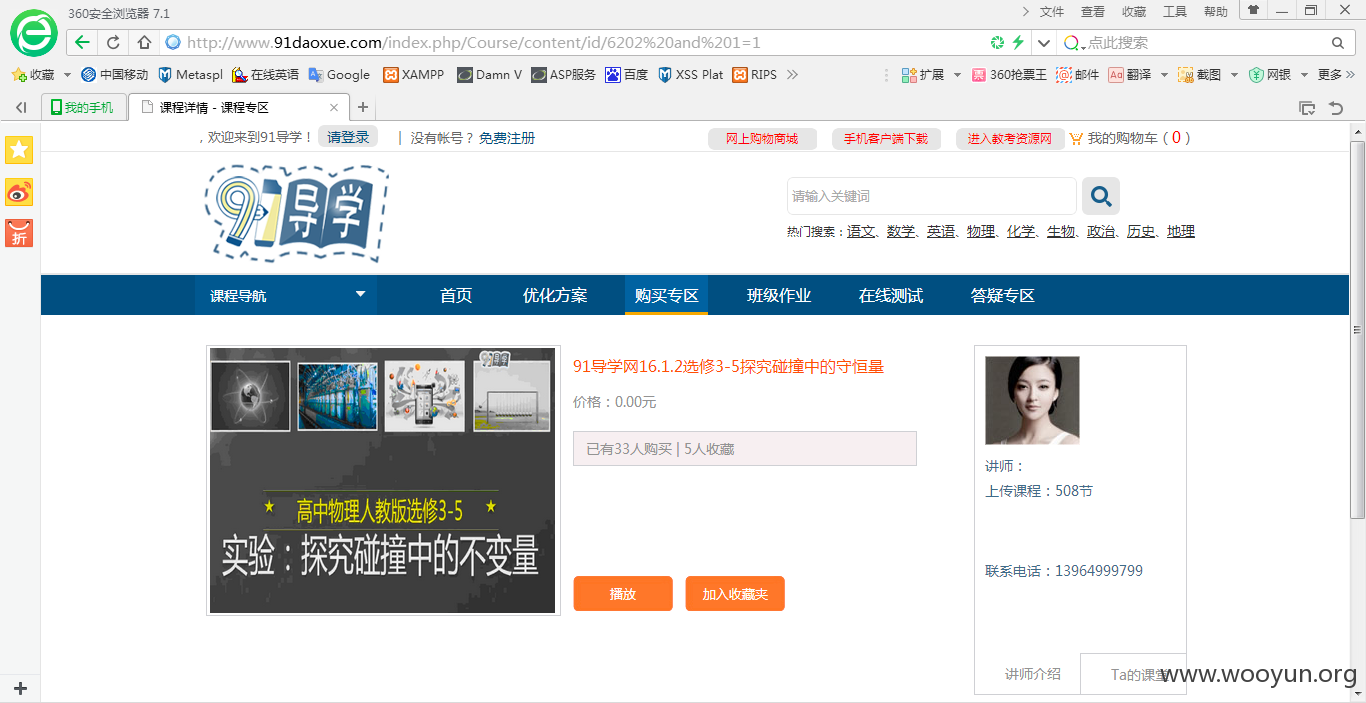 360安全浏览器 7.1
文件 查看 收藏 工具 帮助
http://www.91daoxue.com/index.php/Course/content/id/6202%20and%201=1
点此搜索
收藏 中国移动 Metaspl 在线英语 Google XAMPP Damn V ASP服务 百度 XSS Plat RIPS 扩展 360抢票王 邮件 翻译 截图 网银 更多
我的手机 课程详情 - 课程专区
, 欢迎来到91导学！ 请登录 | 没有帐号？ 免费注册 网上购物商城 手机客户端下载 进入教考资源网 我的购物车 ( 0 )
折
91导学
请输入关键词
热门搜索：语文、数学、英语、物理、化学、生物、政治、历史、地理
课程导航 首页 优化方案 购买专区 班级作业 在线测试 答疑专区
91导学
高中物理人教版选修3-5
实验：探究碰撞中的不变量
91导学网16.1.2选修3-5探究碰撞中的守恒量
价格：0.00元
已有33人购买 | 5人收藏
播放 加入收藏夹
讲师：
上传课程：508节
联系电话：13964999799
讲师介绍 Ta的课堂
www.wooyun.org